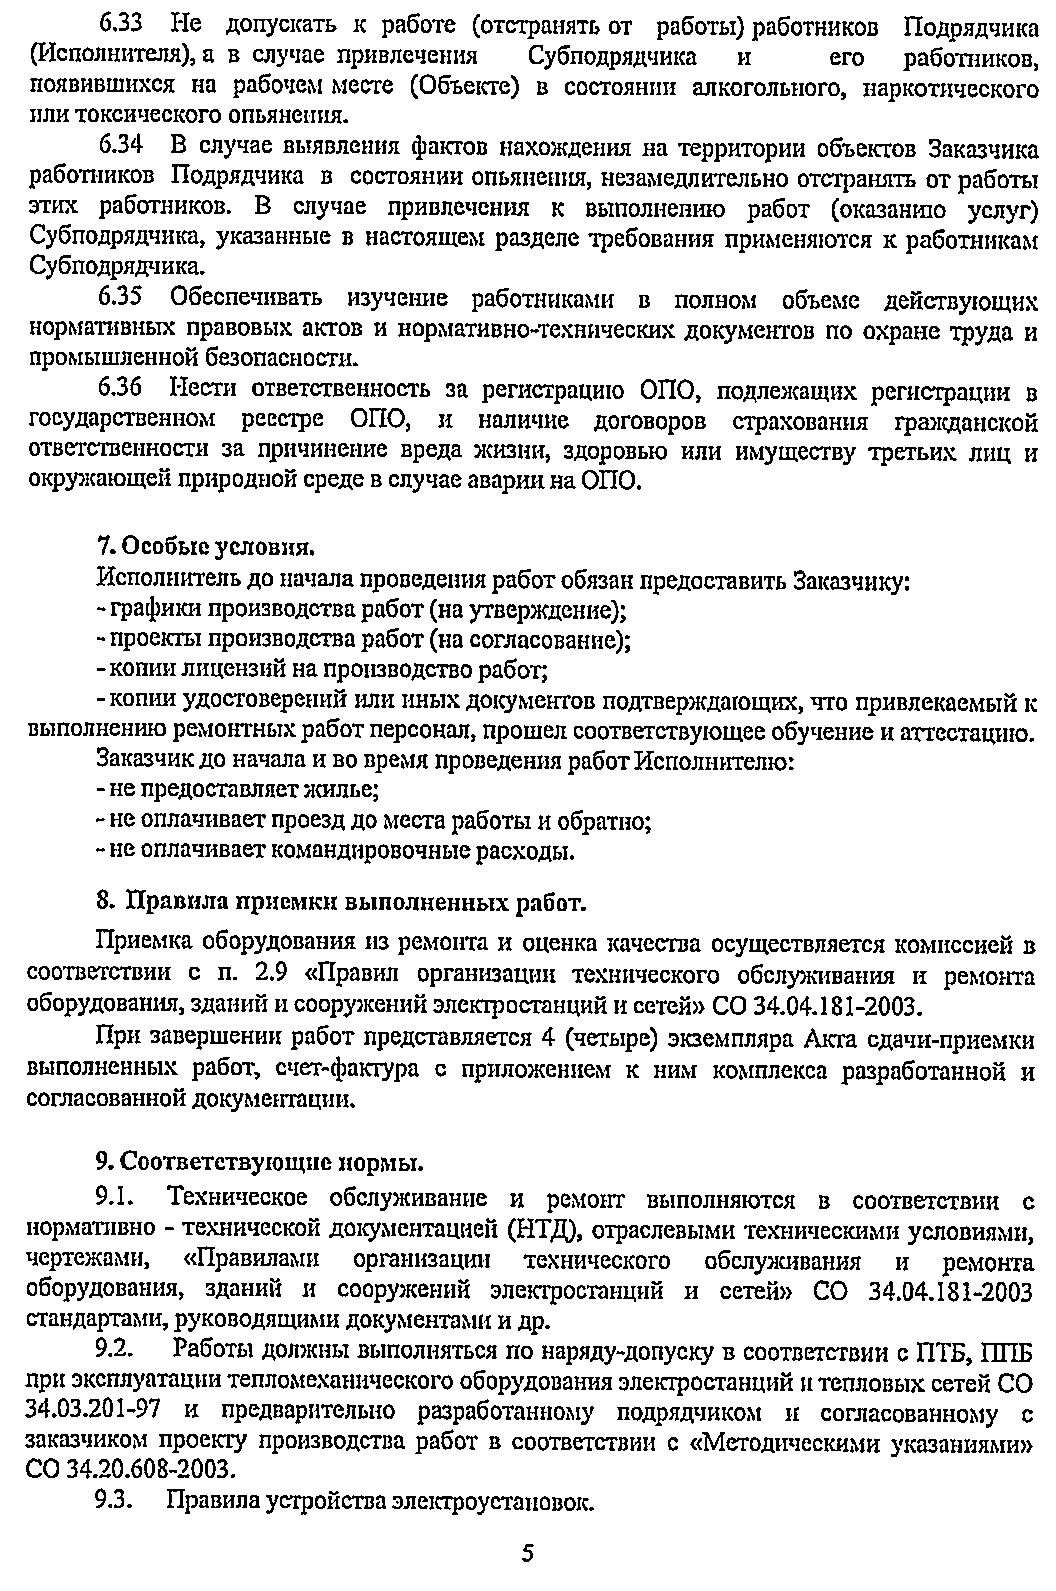 6.33 Не допускать к работе (отстранять от работы) работников Подрядчика
(Исполнителя), а в случае привлечения Субподрядчика и его работников,
появившихся на рабочем месте (Объекте) в состоянии алкогольного, наркотического
или токсического опьянения.
6.34 В случае выявления фактов нахождения на территории объектов Заказчика
работников Подрядчика в состоянии опьянения, незамедлительно отстранять от работы
этих работников. В случае привлечения к выполнению работ (оказанию услуг)
Субподрядчика, указанные в настоящем разделе требования применяются к работникам
Субподрядчика.
6.35 Обеспечивать изучение работниками в полном объеме действующих
нормативных правовых актов и нормативно-технических документов по охране труда и
промышленной безопасности.
6.36 Нести ответственность за регистрацию ОПО, подлежащих регистрации в
государственном реестре ОПО, и наличие договоров страхования гражданской
ответственности за причинение вреда жизни, здоровью или имуществу третьих лиц и
окружающей природной среде в случае аварии на ОПО.
7. Особые условия.
Исполнитель до начала проведения работ обязан предоставить Заказчику:
- графики производства работ (на утверждение);
- проекты производства работ (на согласование);
- копии лицензий на производство работ;
- копии удостоверений или иных документов подтверждающих, что привлекаемый к
выполнению ремонтных работ персонал, прошел соответствующее обучение и аттестацию.
Заказчик до начала и во время проведения работ Исполнителю:
- не предоставляет жилье;
- не оплачивает проезд до места работы и обратно;
- не оплачивает командировочные расходы.
8. Правила приемки выполненных работ.
Приемка оборудования из ремонта и оценка качества осуществляется комиссией в
соответствии с п. 2.9 «Правил организации технического обслуживания и ремонта
оборудования, зданий и сооружений электростанций и сетей» СО 34.04.181-2003.
При завершении работ представляется 4 (четыре) экземпляра Акта сдачи-приемки
выполненных работ, счет-фактура с приложением к ним комплекса разработанной и
согласованной документации.
9. Соответствующие нормы.
9.1. Техническое обслуживание и ремонт выполняются в соответствии с
нормативно - технической документацией (НТД), отраслевыми техническими условиями,
чертежами, «Правилами организации технического обслуживания и ремонта
оборудования, зданий и сооружений электростанций и сетей» СО 34.04.181-2003
стандартами, руководящими документами и др.
9.2. Работы должны выполняться по наряду-допуску в соответствии с ПТБ, ППБ
при эксплуатации тепломеханического оборудования электростанций и тепловых сетей СО
34.03.201-97 и предварительно разработанному подрядчиком и согласованному с
заказчиком проекту производства работ в соответствии с «Методическими указаниями»
СО 34.20.608-2003.
9.3. Правила устройства электроустановок.
5